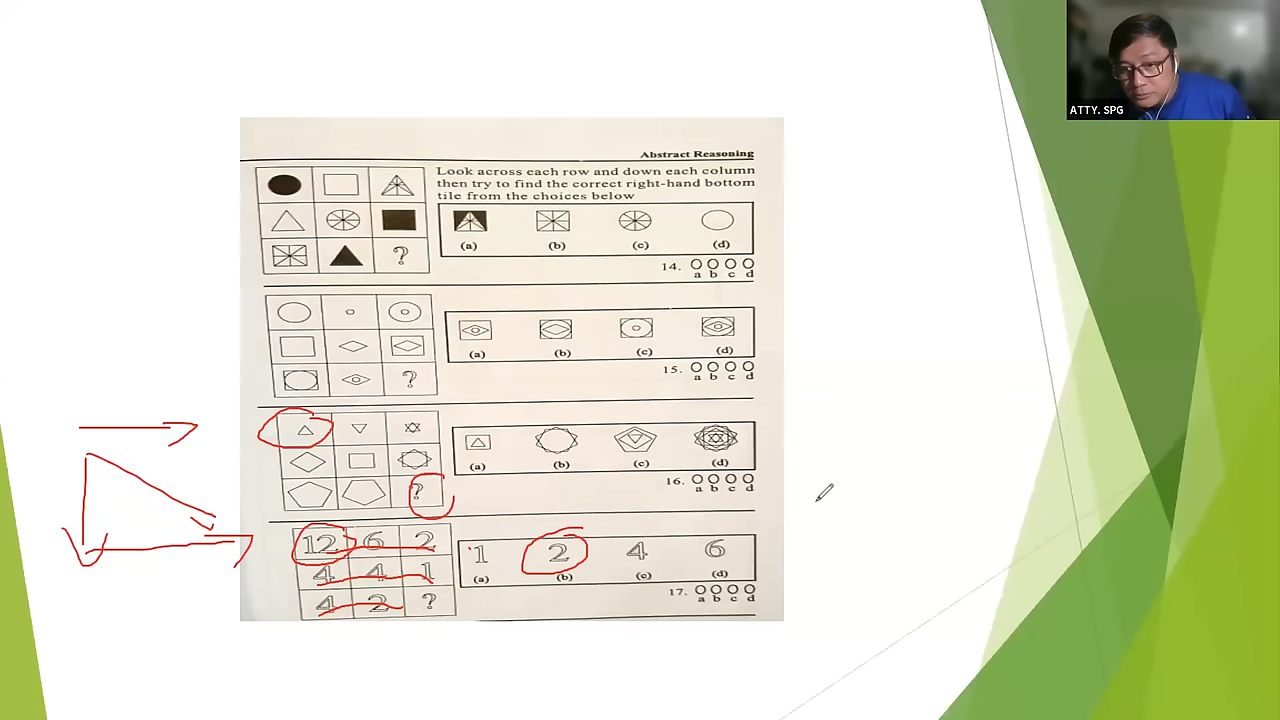 ATTY. SPG
Abstract Reasoning
Look across each row and down each column
then try to find the correct right-hand bottom
tile from the choices below
?
(a) (b) (c) (d)
14.
a b c d
?
(a) (b) (c) (d)
15.
a b c d
?
(a) (b) (c) (d)
16.
a b c d
12 6 2
4 4 1
4 2 ?
1 2 4 6
(a) (b) (c) (d)
17.
a b c d